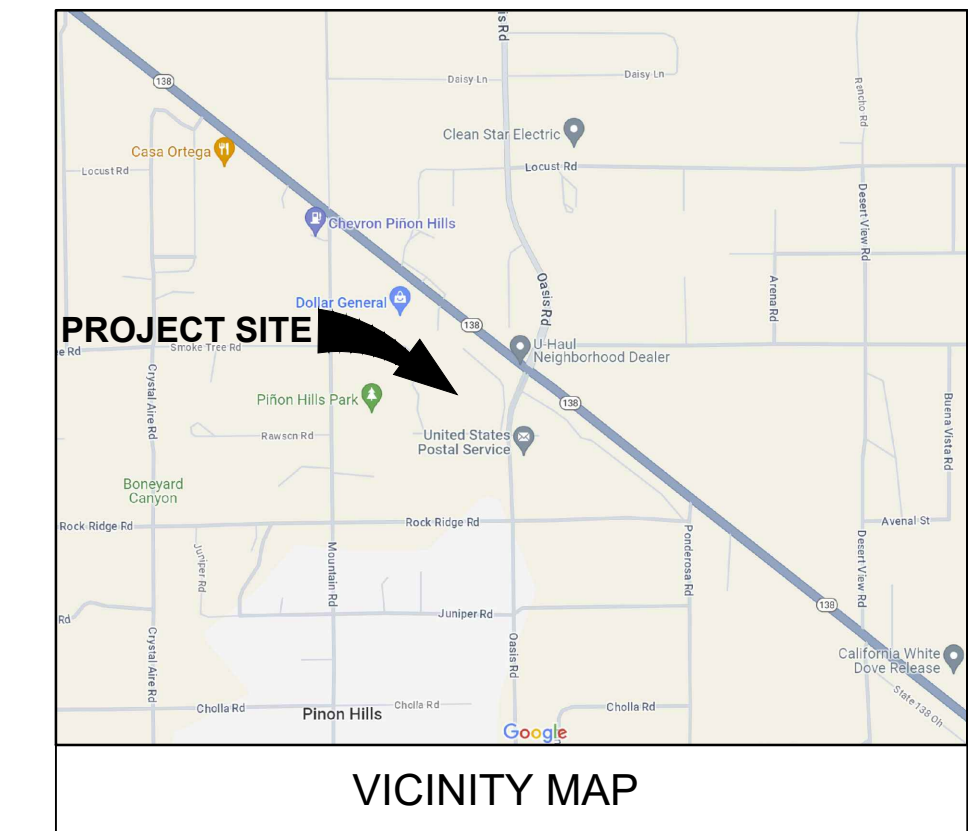 is Rd
138
Daisy Ln
Daisy Ln
Rancho Rd
Clean Star Electric
Casa Ortega
Locust Rd
Locust Rd
Desert View Rd
Chevron Piñon Hills
Oasis Rd
Arena Rd
Dollar General
138
PROJECT SITE
U-Haul
Neighborhood Dealer
e Rd
Smoke Tree Rd
Crystal Aire Rd
Piñon Hills Park
138
Buena Vista Rd
Rawson Rd
United States
Postal Service
Boneyard
Canyon
Rock Ridge Rd
Rock Ridge Rd
Avenal St
Juniper Rd
Mountain Rd
Ponderosa Rd
Desert View Rd
138
Rd
Juniper Rd
Crystal Aire Rd
Oasis Rd
California White
Dove Release
State 138 Oh
Cholla Rd
Pinon Hills
Cholla Rd
Cholla Rd
Google
VICINITY MAP